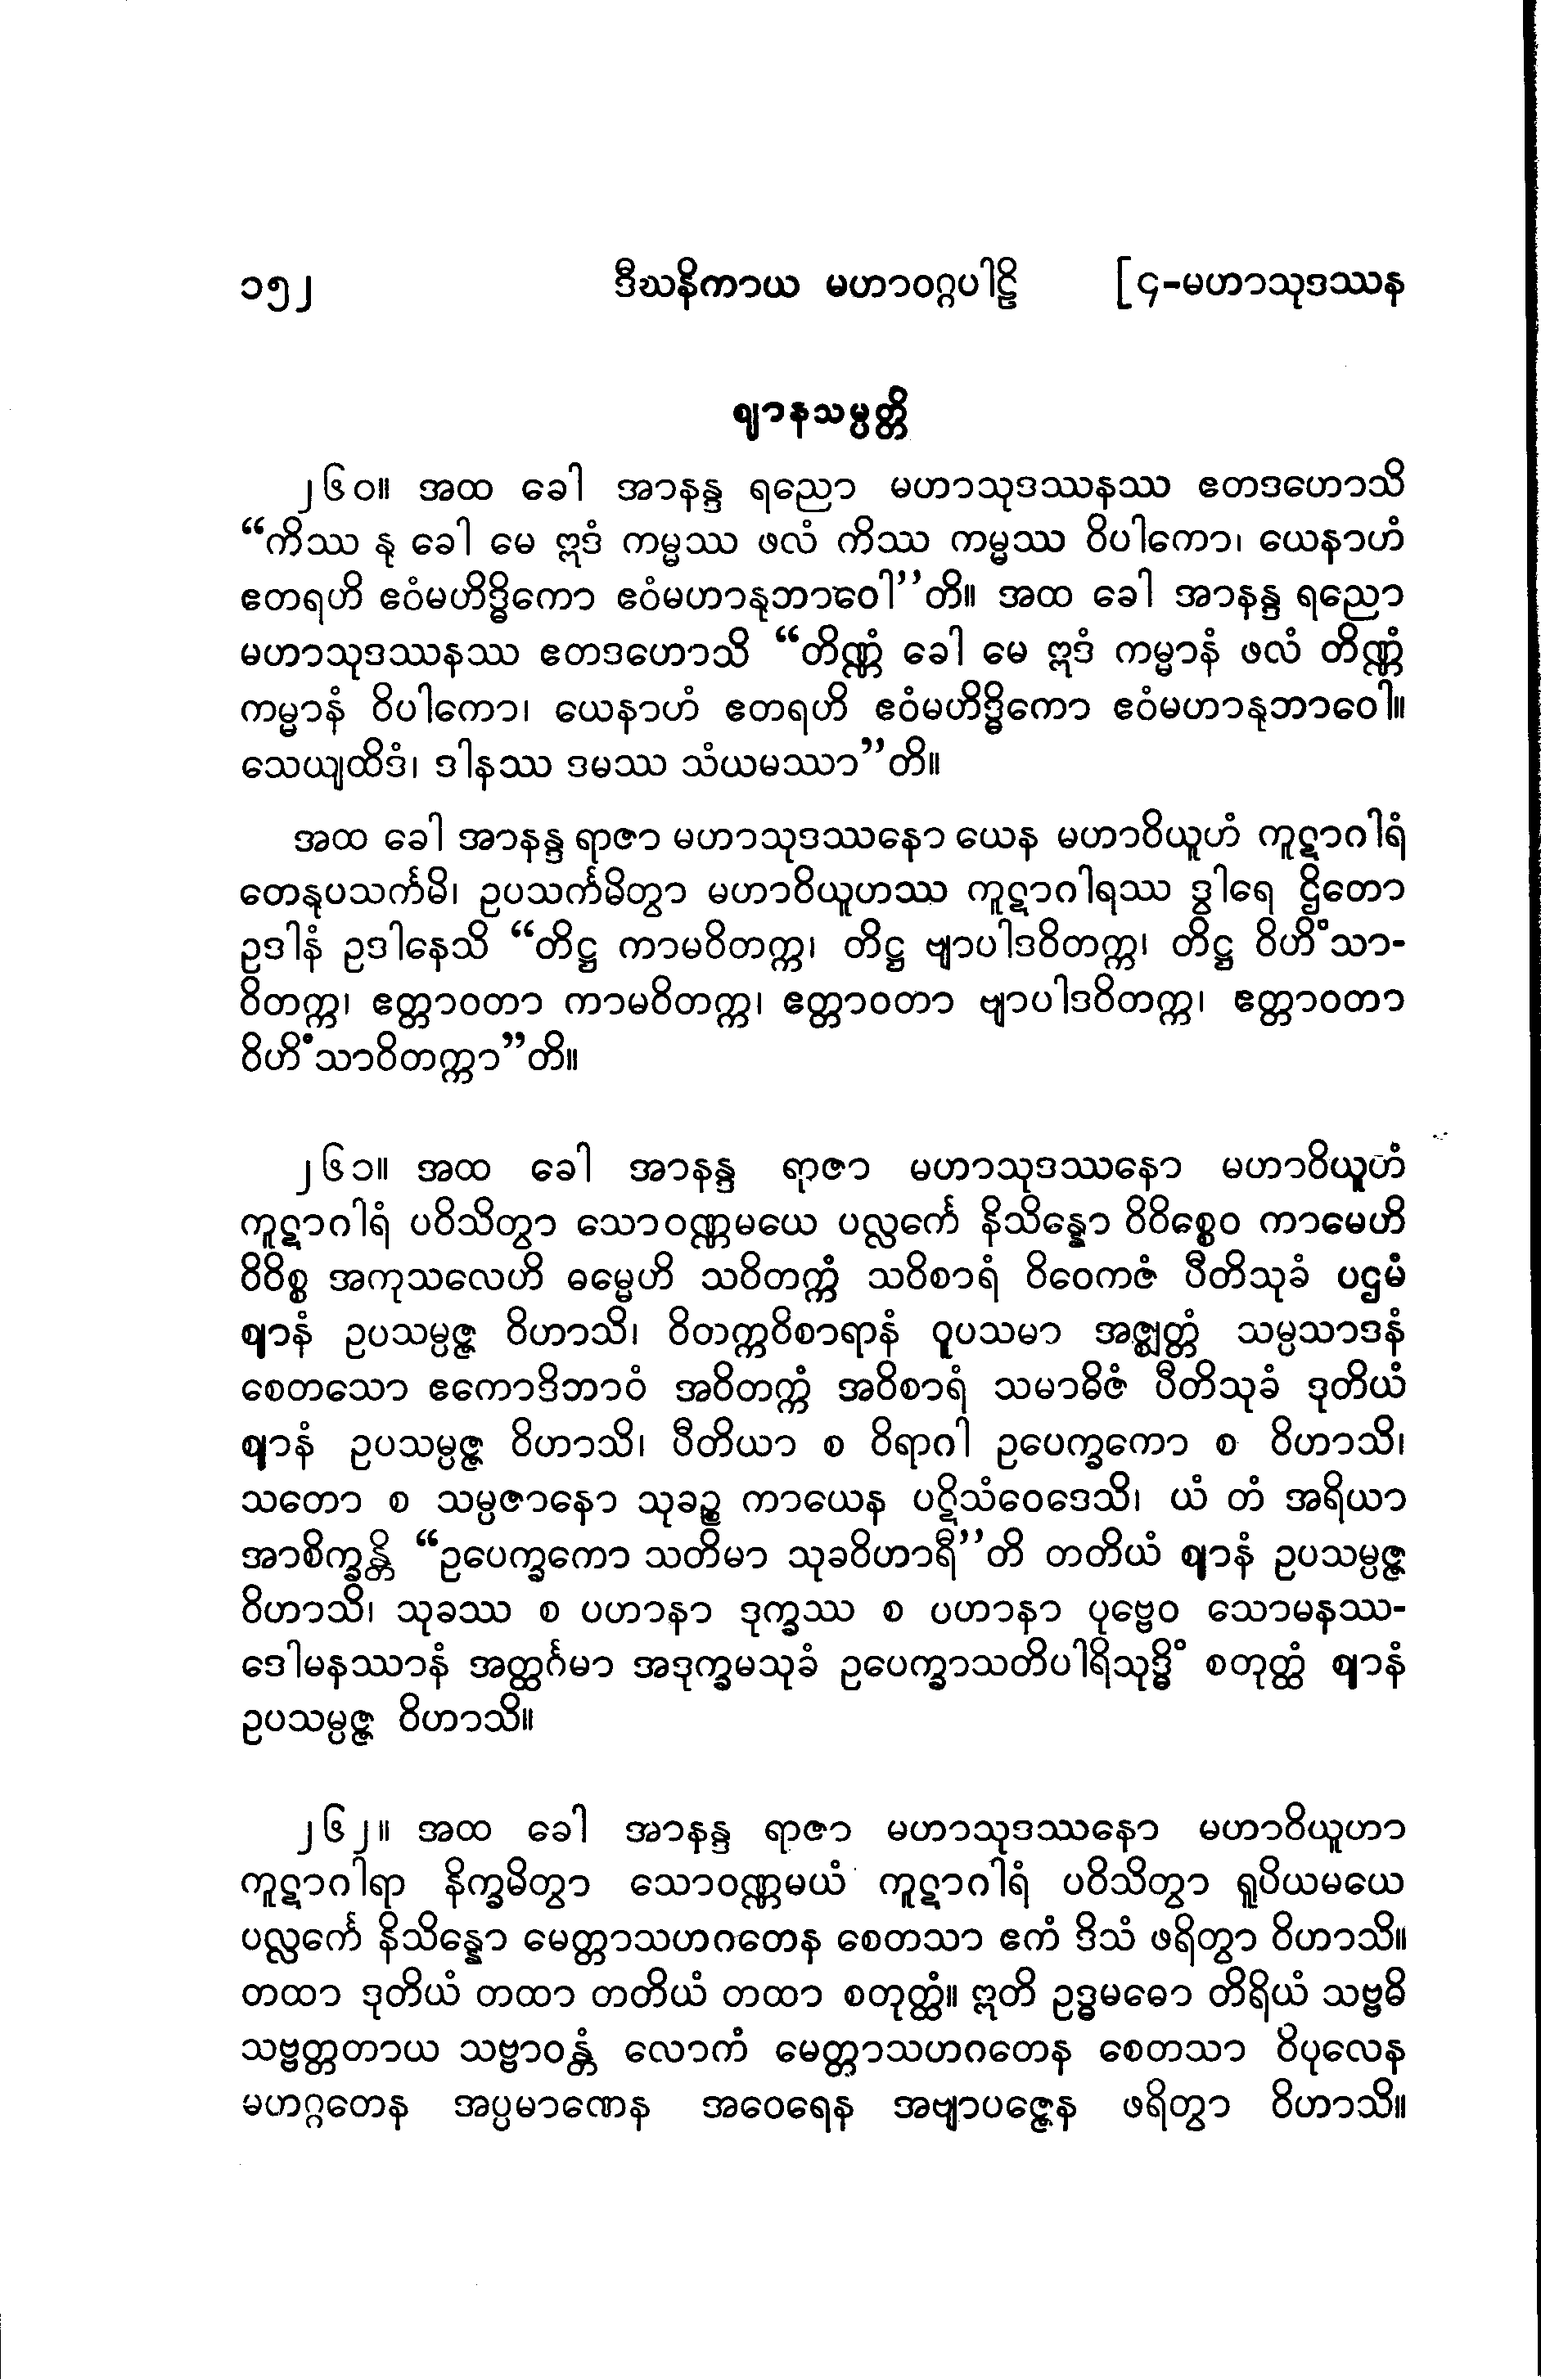 ၁၅၂ ဒီဃနိကာယ မဟာဝဂ္ဂပါဠိ [၄-မဟာသုဒဿန
ဈာနသမ္ပတ္တိ
၂၆၀။ အထ ခေါ အာနန္ဒ ရညော မဟာသုဒဿနဿ ဧတဒဟောသိ
“ကိဿ နု ခေါ မေ ဣဒံ ကမ္မဿ ဖလံ ကိဿ ကမ္မဿ ဝိပါကော၊ ယေနာဟံ
ဧတရဟိ ဧဝံမဟိဒ္ဓိကော ဧဝံမဟာနုဘာဝေါ”တိ။ အထ ခေါ အာနန္ဒ ရညော
မဟာသုဒဿနဿ ဧတဒဟောသိ “တိဏ္ဏံ ခေါ မေ ဣဒံ ကမ္မာနံ ဖလံ တိဏ္ဏံ
ကမ္မာနံ ဝိပါကော၊ ယေနာဟံ ဧတရဟိ ဧဝံမဟိဒ္ဓိကော ဧဝံမဟာနုဘာဝေါ။
သေယျထိဒံ၊ ဒါနဿ ဒမဿ သံယမဿာ”တိ။
အထ ခေါ အာနန္ဒ ရာဇာ မဟာသုဒဿနော ယေန မဟာဝိယူဟံ ကူဋာဂါရံ
တေနုပသင်္ကမိ၊ ဥပသင်္ကမိတွာ မဟာဝိယူဟဿ ကူဋာဂါရဿ ဒွါရေ ဌိတော
ဥဒါနံ ဥဒါနေသိ “တိဋ္ဌ ကာမဝိတက္က၊ တိဋ္ဌ ဗျာပါဒဝိတက္က၊ တိဋ္ဌ ဝိဟိံသာ-
ဝိတက္က၊ ဧတ္တာဝတာ ကာမဝိတက္က၊ ဧတ္တာဝတာ ဗျာပါဒဝိတက္က၊ ဧတ္တာဝတာ
ဝိဟိံသာဝိတက္ကာ”တိ။
၂၆၁။ အထ ခေါ အာနန္ဒ ရာဇာ မဟာသုဒဿနော မဟာဝိယူဟံ
ကူဋာဂါရံ ပဝိသိတွာ သောဝဏ္ဏမယေ ပလ္လင်္ကေ နိသိန္နော ဝိဝိစ္စေဝ ကာမေဟိ
ဝိဝိစ္စ အကုသလေဟိ ဓမ္မေဟိ သဝိတက္ကံ သဝိစာရံ ဝိဝေကဇံ ပီတိသုခံ ပဌမံ
ဈာနံ ဥပသမ္ပဇ္ဇ ဝိဟာသိ၊ ဝိတက္ကဝိစာရာနံ ဝူပသမာ အဇ္ဈတ္တံ သမ္ပသာဒနံ
စေတသော ဧကောဒိဘာဝံ အဝိတက္ကံ အဝိစာရံ သမာဓိဇံ ပီတိသုခံ ဒုတိယံ
ဈာနံ ဥပသမ္ပဇ္ဇ ဝိဟာသိ၊ ပီတိယာ စ ဝိရာဂါ ဥပေက္ခကော စ ဝိဟာသိ၊
သတော စ သမ္ပဇာနော သုခဉ္စ ကာယေန ပဋိသံဝေဒေသိ၊ ယံ တံ အရိယာ
အာစိက္ခန္တိ “ဥပေက္ခကော သတိမာ သုခဝိဟာရီ”တိ တတိယံ ဈာနံ ဥပသမ္ပဇ္ဇ
ဝိဟာသိ၊ သုခဿ စ ပဟာနာ ဒုက္ခဿ စ ပဟာနာ ပုဗ္ဗေဝ သောမနဿ-
ဒေါမနဿာနံ အတ္ထင်္ဂမာ အဒုက္ခမသုခံ ဥပေက္ခာသတိပါရိသုဒ္ဓိံ စတုတ္ထံ ဈာနံ
ဥပသမ္ပဇ္ဇ ဝိဟာသိ။
၂၆၂။ အထ ခေါ အာနန္ဒ ရာဇာ မဟာသုဒဿနော မဟာဝိယူဟာ
ကူဋာဂါရာ နိက္ခမိတွာ သောဝဏ္ဏမယံ ကူဋာဂါရံ ပဝိသိတွာ ရူပိယမယေ
ပလ္လင်္ကေ နိသိန္နော မေတ္တာသဟဂတေန စေတသာ ဧကံ ဒိသံ ဖရိတွာ ဝိဟာသိ။
တထာ ဒုတိယံ တထာ တတိယံ တထာ စတုတ္ထံ။ ဣတိ ဥဒ္ဓမဓော တိရိယံ သဗ္ဗဓိ
သဗ္ဗတ္တတာယ သဗ္ဗာဝန္တံ လောကံ မေတ္တာသဟဂတေန စေတသာ ဝိပုလေန
မဟဂ္ဂတေန အပ္ပမာဏေန အဝေရေန အဗျာပဇ္ဇေန ဖရိတွာ ဝိဟာသိ။